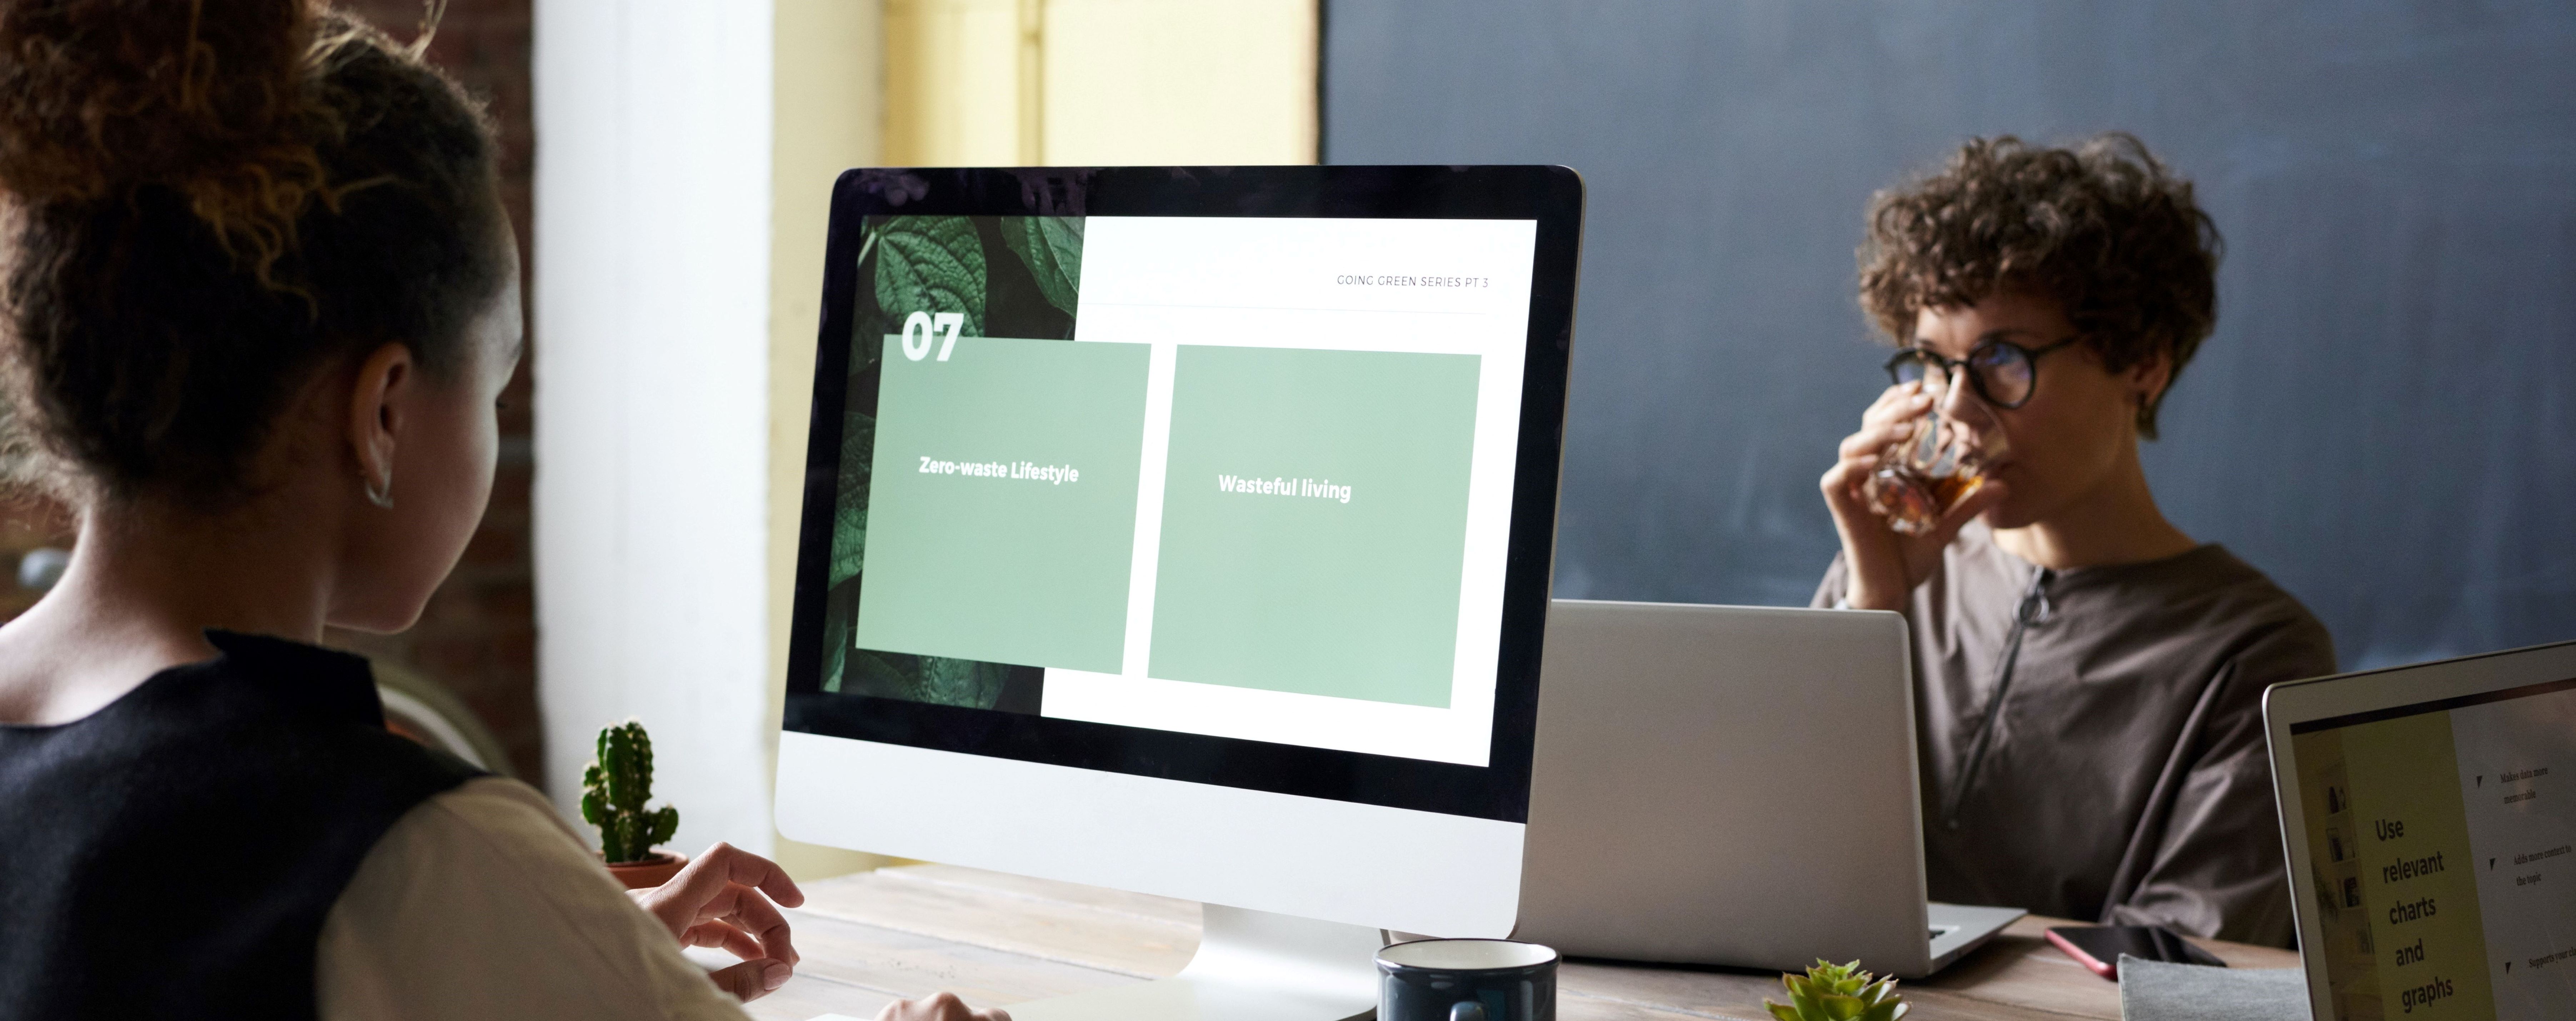 GOING GREEN SERIES PT 3
07
Zero-waste Lifestyle
Wasteful living
Use
relevant
charts
and
graphs
Makes data more
memorable
Adds more context to
the topic
Supports your